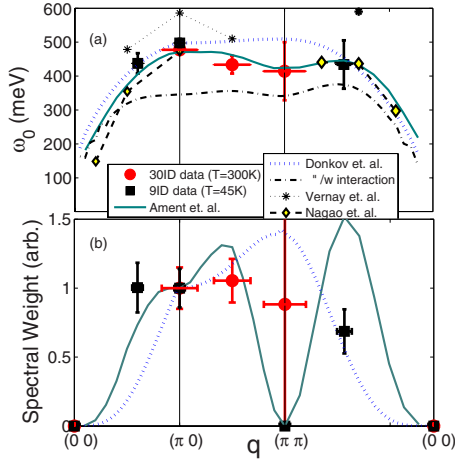 600
(a)
500
400
300
200
100
ω₀ (meV)
30ID data (T=300K)
9ID data (T=45K)
Ament et. al.
Donkov et. al.
" /w interaction
Vernay et. al.
Nagao et. al.
1.5
(b)
1
0.5
0
Spectral Weight (arb.)
(0 0) (π 0) (π π) (0 0)
q